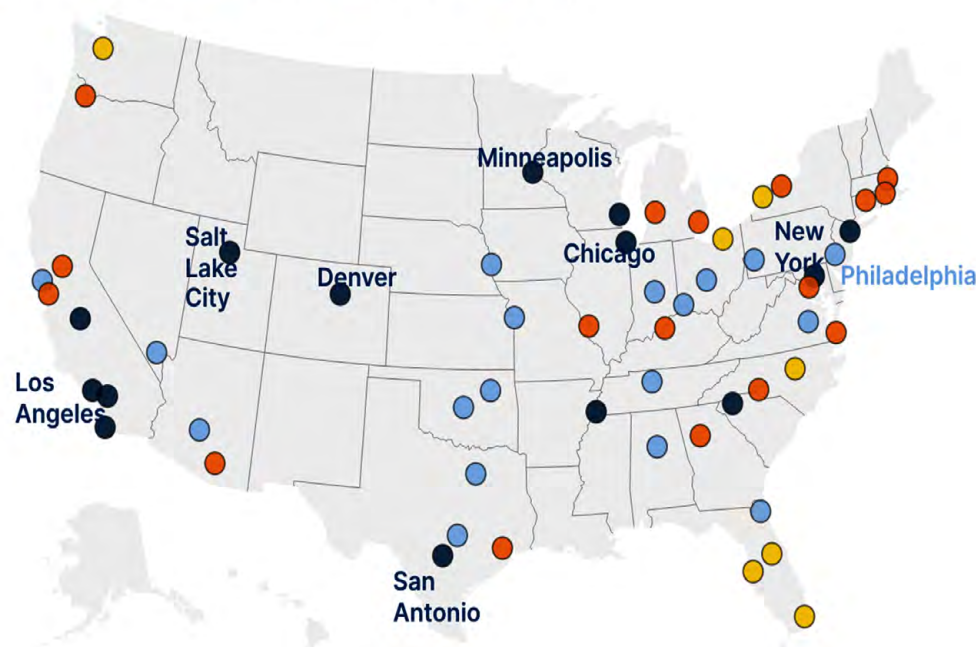 Minneapolis
Salt
Lake
City
Denver
Chicago
New
York
Philadelphia
Los
Angeles
San
Antonio